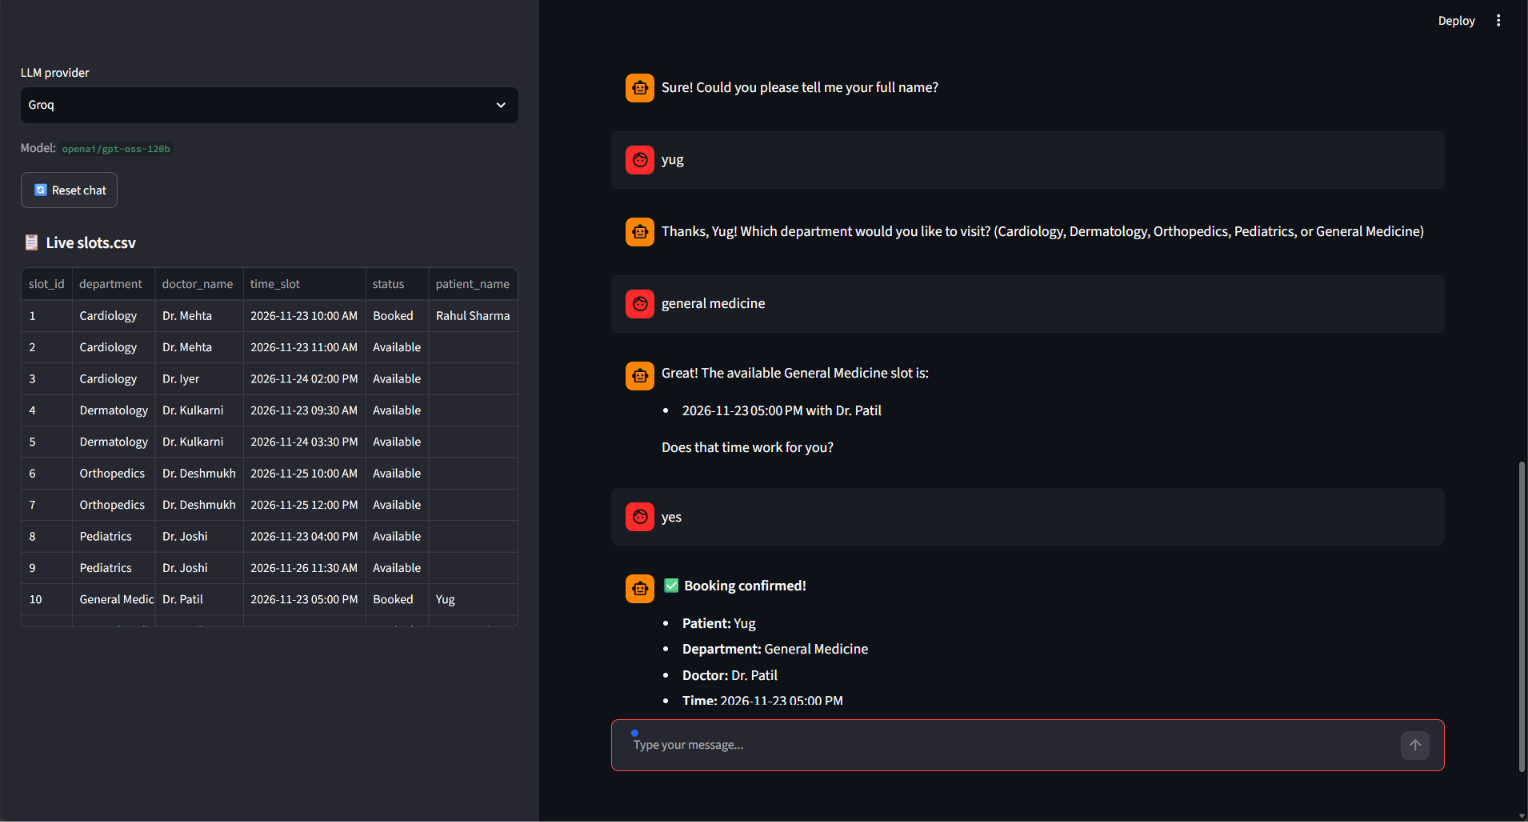 Deploy
LLM provider
Groq
Model: openai/gpt-oss-120b
Reset chat
Live slots.csv
slot_id department doctor_name time_slot status patient_name
1 Cardiology Dr. Mehta 2026-11-23 10:00 AM Booked Rahul Sharma
2 Cardiology Dr. Mehta 2026-11-23 11:00 AM Available
3 Cardiology Dr. Iyer 2026-11-24 02:00 PM Available
4 Dermatology Dr. Kulkarni 2026-11-23 09:30 AM Available
5 Dermatology Dr. Kulkarni 2026-11-24 03:30 PM Available
6 Orthopedics Dr. Deshmukh 2026-11-25 10:00 AM Available
7 Orthopedics Dr. Deshmukh 2026-11-25 12:00 PM Available
8 Pediatrics Dr. Joshi 2026-11-23 04:00 PM Available
9 Pediatrics Dr. Joshi 2026-11-26 11:30 AM Available
10 General Medic Dr. Patil 2026-11-23 05:00 PM Booked Yug
Sure! Could you please tell me your full name?
yug
Thanks, Yug! Which department would you like to visit? (Cardiology, Dermatology, Orthopedics, Pediatrics, or General Medicine)
general medicine
Great! The available General Medicine slot is:
• 2026-11-23 05:00 PM with Dr. Patil
Does that time work for you?
yes
✅ Booking confirmed!
• Patient: Yug
• Department: General Medicine
• Doctor: Dr. Patil
• Time: 2026-11-23 05:00 PM
Type your message...